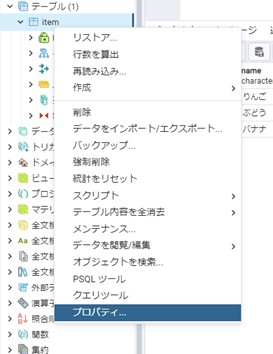 テーブル (1)
item
リストア...
行数を算出
再読み込み...
作成
削除
データをインポート/エクスポート...
バックアップ...
強制削除
統計をリセット
スクリプト
テーブル内容を全消去
メンテナンス...
データを閲覧/編集
オブジェクトを検索...
PSQL ツール
クエリツール
プロパティ...
データ
トリガ
ドメイ
ビュー
プロシ
マテリ
全文検
全文検
全文検
全文検
外部テ
演算子
照合順
関数
集約
name
character
りんご
ぶどう
バナナ